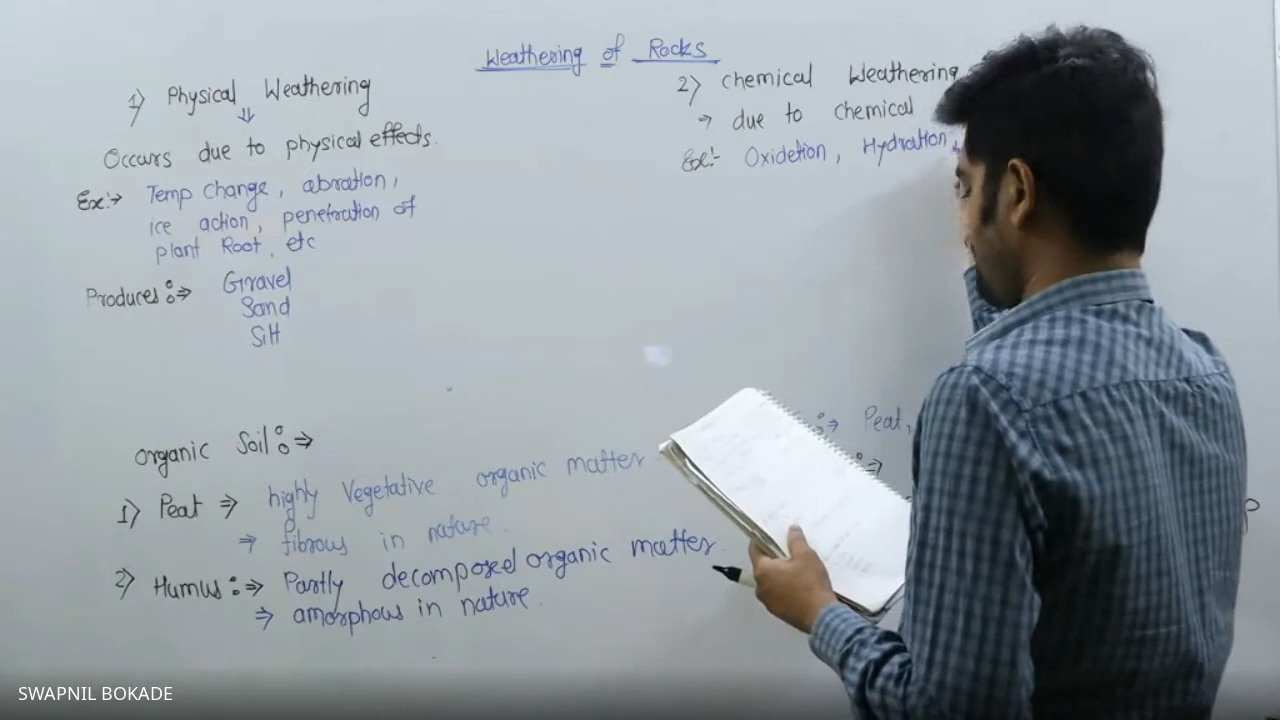 Weathering of Rocks
1) Physical Weathering
Occurs due to physical effects.
Ex:→ Temp change, abration,
ice action, penetration of
plant Root, etc
Produces:⇒ Gravel
Sand
Silt
2) chemical Weathering
→ due to chemical
Ex:- Oxidetion, Hydration,
organic Soil:⇒
1) Peat ⇒ highly Vegetative organic matter
⇒ fibrous in nature.
2) Humus:⇒ Partly decomposed organic matter.
⇒ amorphous in nature.
:⇒ Peat,
:⇒
P
SWAPNIL BOKADE